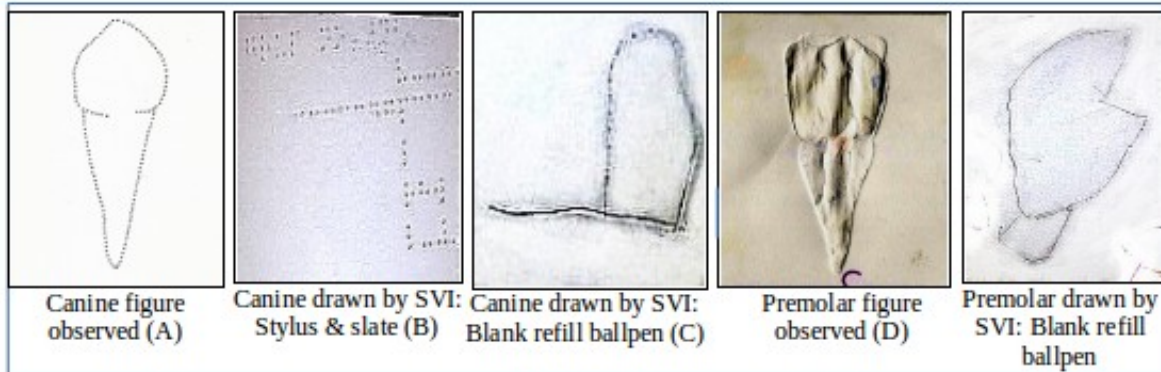 Canine figure
observed (A)
Canine drawn by SVI:
Stylus & slate (B)
Canine drawn by SVI:
Blank refill ballpen (C)
Premolar figure
observed (D)
Premolar drawn by
SVI: Blank refill
ballpen